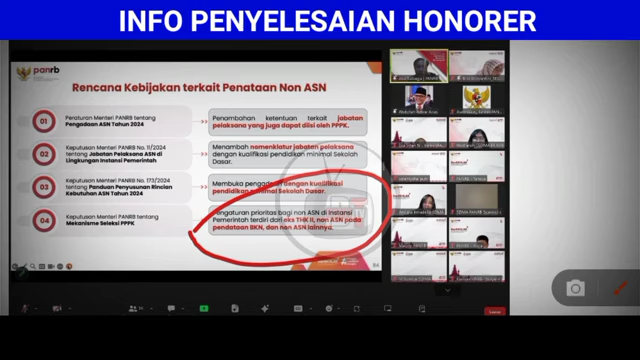 INFO PENYELESAIAN HONORER
panrb
Rencana Kebijakan terkait Penataan Non ASN
01
Peraturan Menteri PANRB tentang
Pengadaan ASN Tahun 2024
Penambahan ketentuan terkait jabatan
pelaksana yang juga dapat diisi oleh PPPK.
02
Keputusan Menteri PANRB No. 11/2024
tentang Jabatan Pelaksana ASN di
Lingkungan Instansi Pemerintah
Menambah nomenklatur jabatan pelaksana
dengan kualifikasi pendidikan minimal Sekolah
Dasar.
03
Keputusan Menteri PANRB No. 173/2024
tentang Panduan Penyusunan Rincian
Kebutuhan ASN Tahun 2024
Membuka pengadaan dengan kualifikasi
pendidikan minimal Sekolah Dasar.
04
Keputusan Menteri PANRB tentang
Mekanisme Seleksi PPPK
Pengaturan prioritas bagi non ASN di Instansi
Pemerintah terdiri dari eks THK II, non ASN pada
pendataan BKN, dan non ASN lainnya.